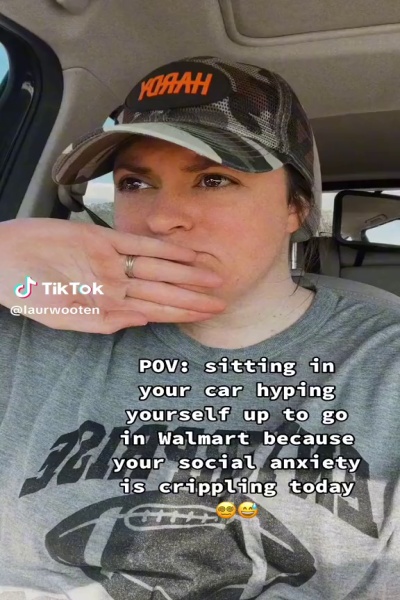 HARDY
TikTok
@laurwooten
POV: sitting in
your car hyping
yourself up to go
in Walmart because
your social anxiety
is crippling today
😵‍💫😅